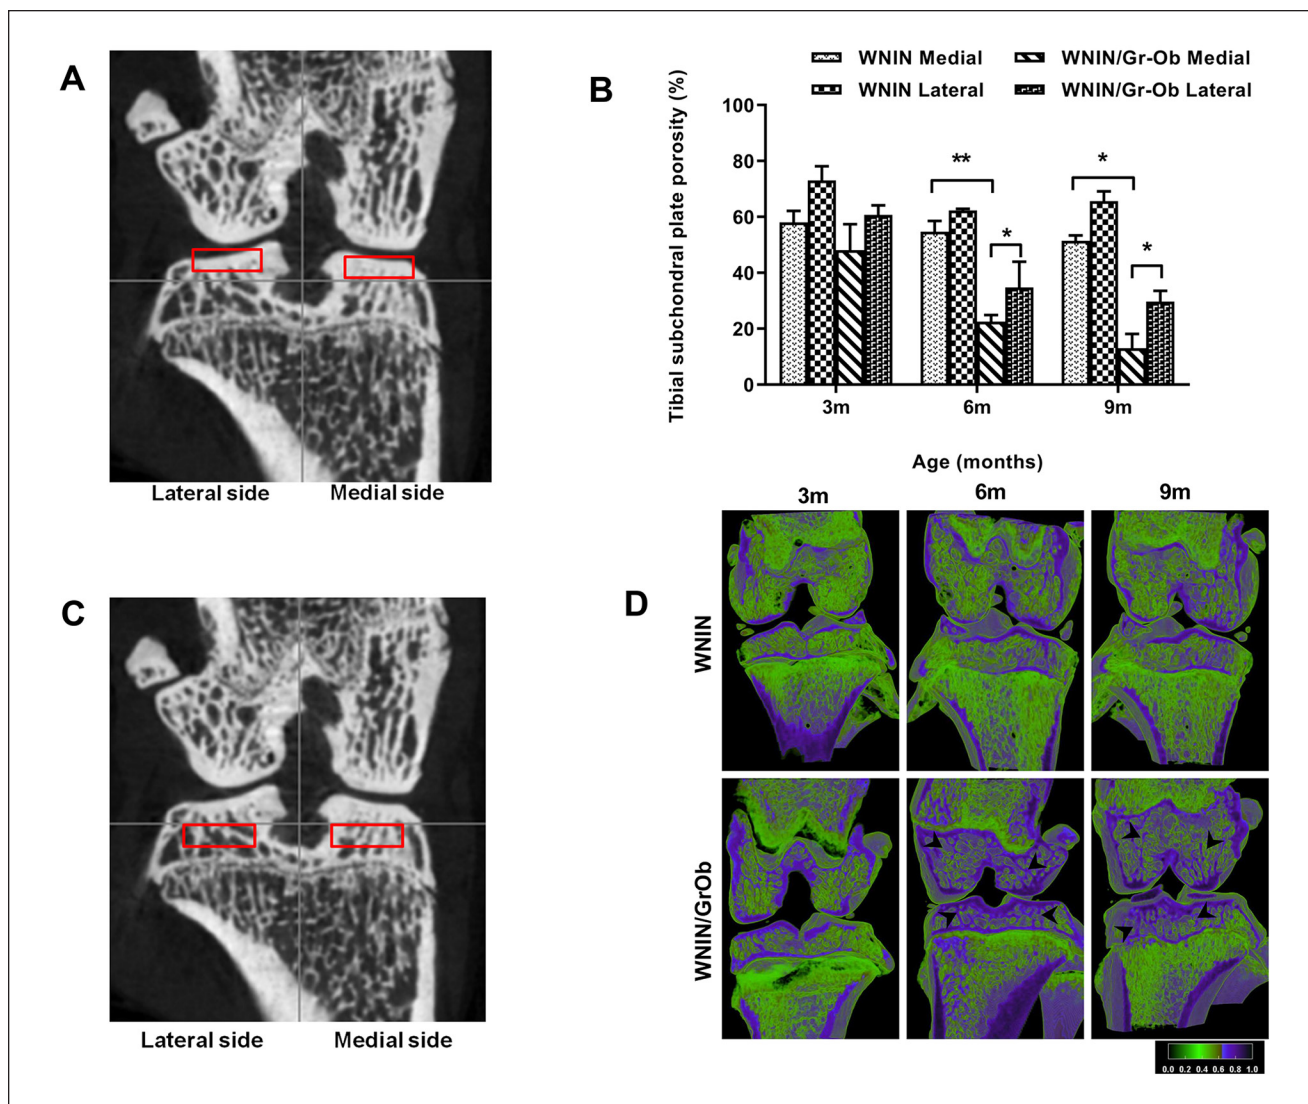 A
Lateral side Medial side
B
WNIN Medial WNIN/Gr-Ob Medial
WNIN Lateral WNIN/Gr-Ob Lateral
Tibial subchondral plate porosity (%)
100
80
60
40
20
0
** * * *
3m 6m 9m
Age (months)
C
Lateral side Medial side
D
3m 6m 9m
WNIN
WNIN/GrOb
0.0 0.2 0.4 0.6 0.8 1.0